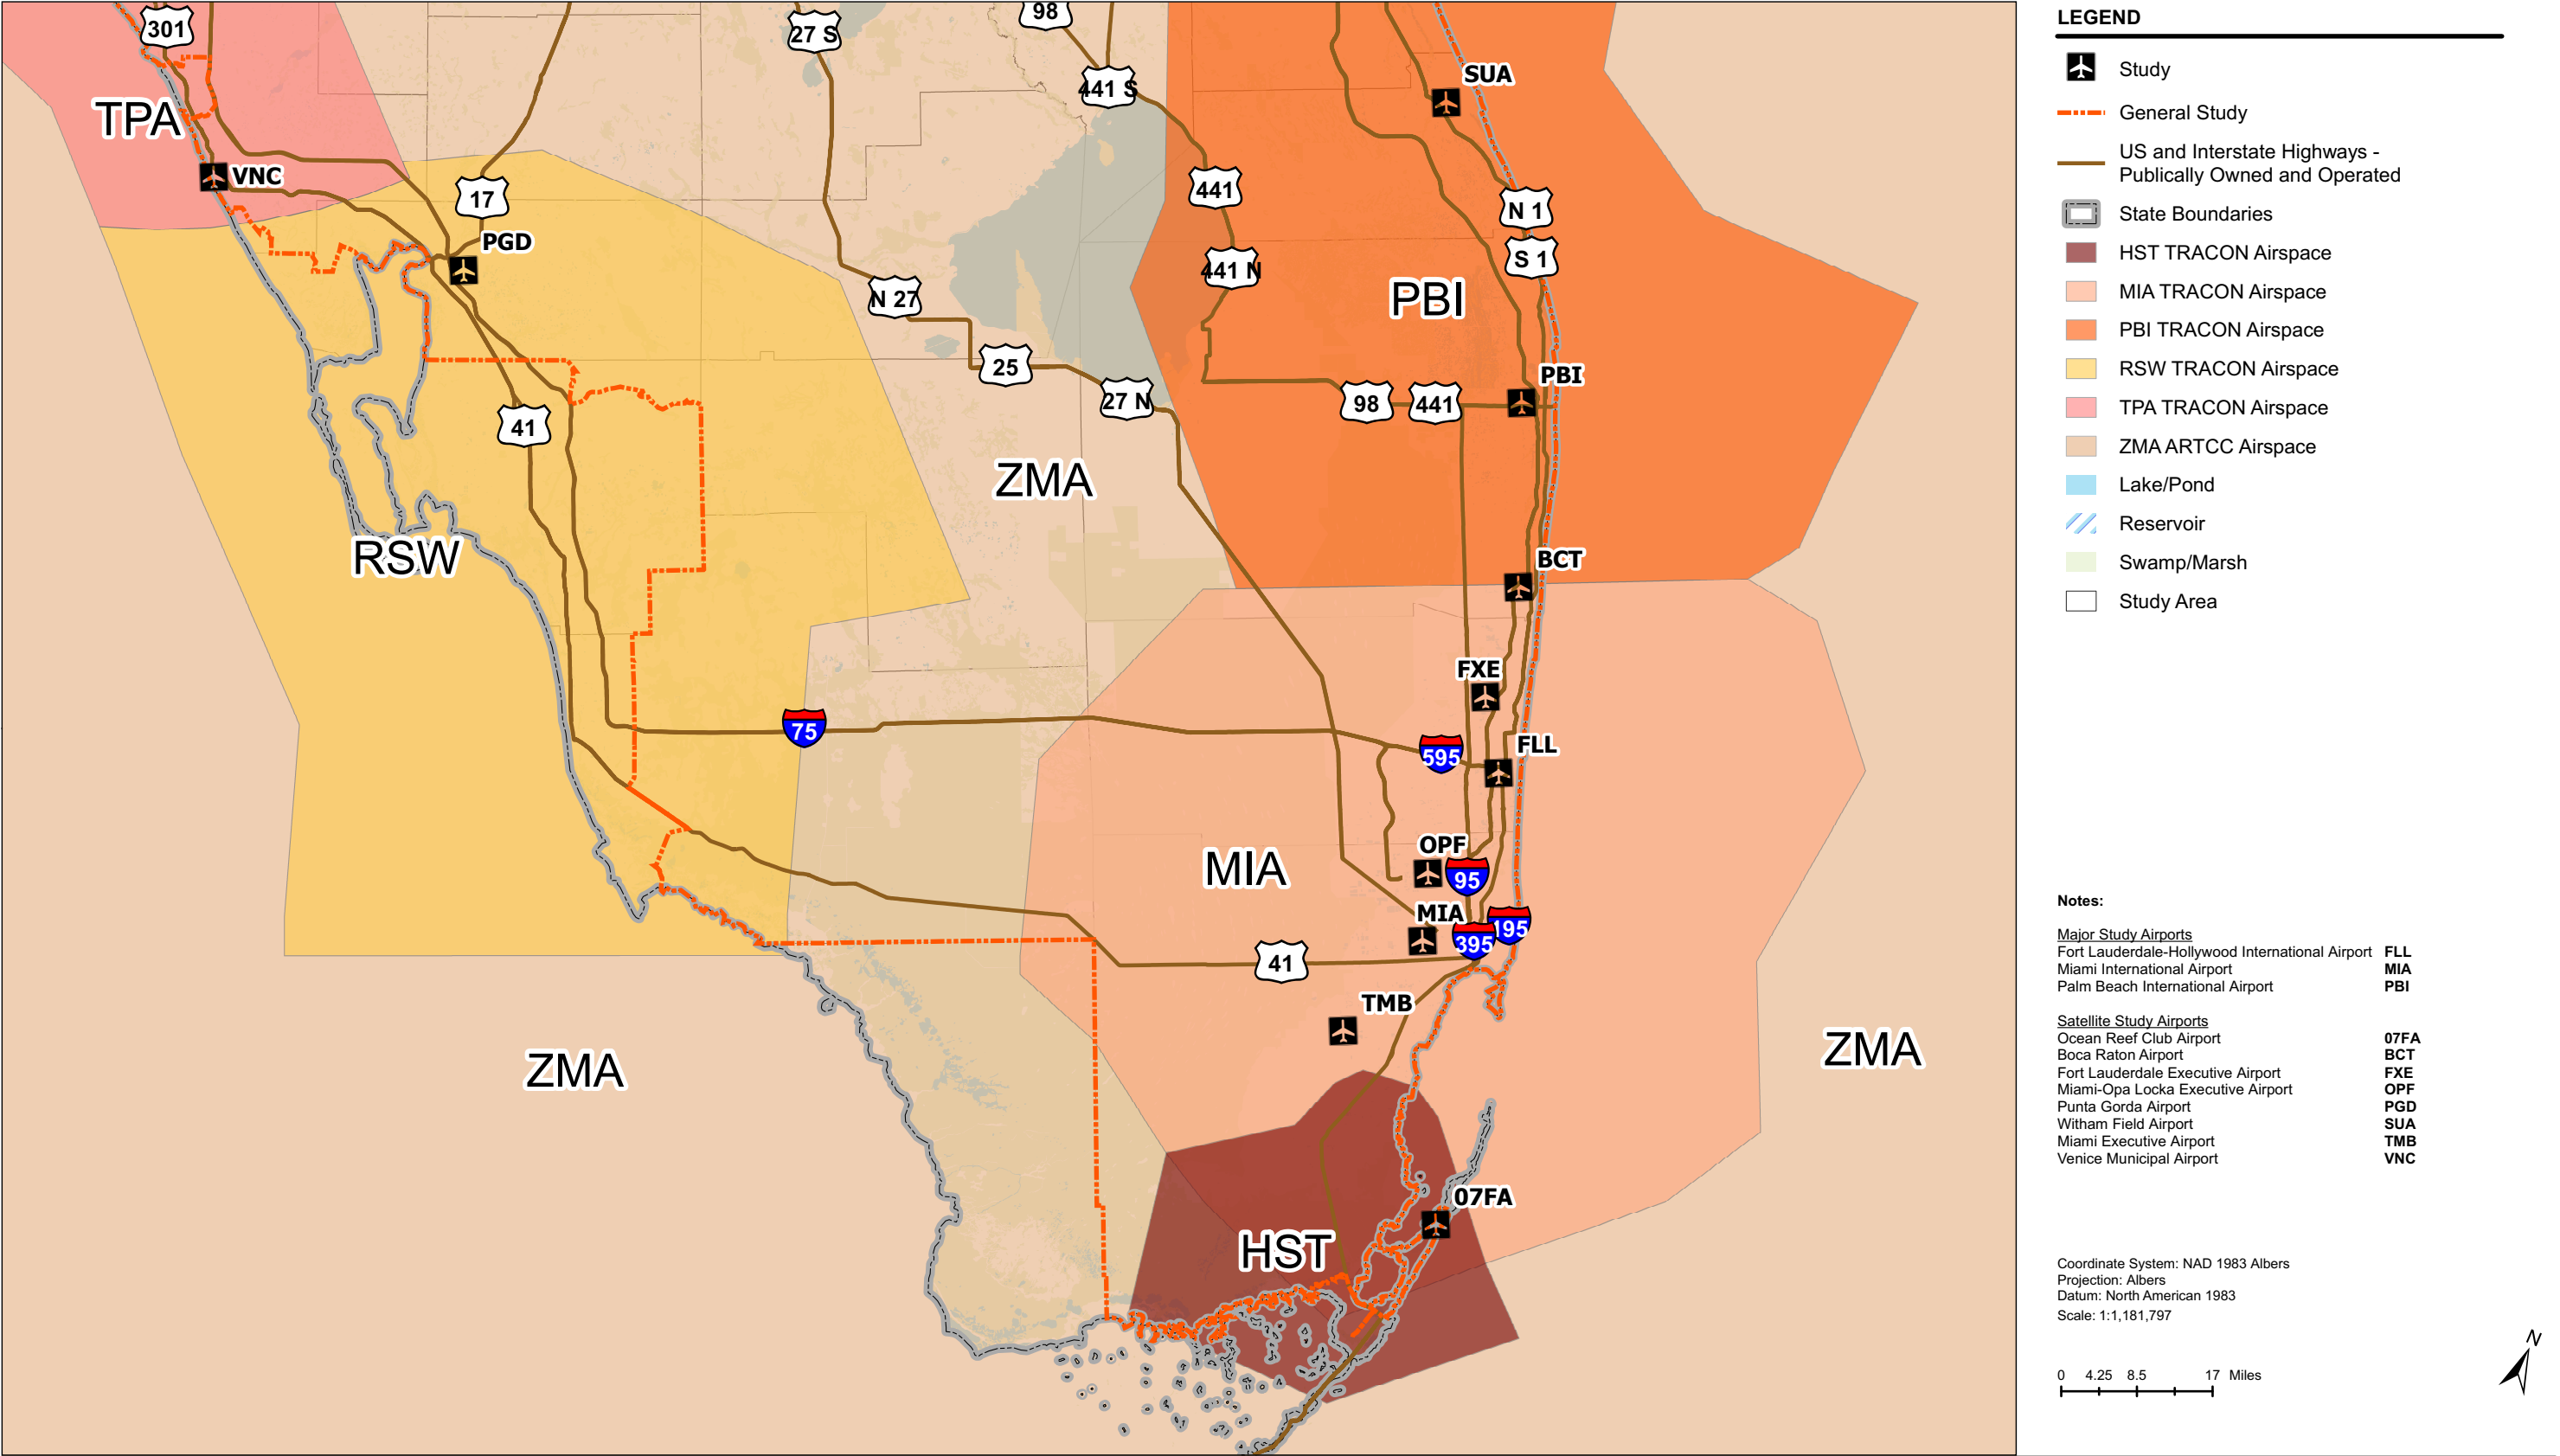 98
301
27 S
SUA
441 S
TPA
VNC
441
17
N 1
PGD
S 1
441 N
N 27
PBI
25
PBI
27 N
98
441
41
ZMA
RSW
BCT
FXE
75
595
FLL
OPF
MIA
95
MIA
195
395
41
TMB
ZMA
ZMA
07FA
HST
LEGEND
Study
General Study
US and Interstate Highways -
Publically Owned and Operated
State Boundaries
HST TRACON Airspace
MIA TRACON Airspace
PBI TRACON Airspace
RSW TRACON Airspace
TPA TRACON Airspace
ZMA ARTCC Airspace
Lake/Pond
Reservoir
Swamp/Marsh
Study Area
Notes:
Major Study Airports
Fort Lauderdale-Hollywood International Airport FLL
Miami International Airport MIA
Palm Beach International Airport PBI
Satellite Study Airports
Ocean Reef Club Airport 07FA
Boca Raton Airport BCT
Fort Lauderdale Executive Airport FXE
Miami-Opa Locka Executive Airport OPF
Punta Gorda Airport PGD
Witham Field Airport SUA
Miami Executive Airport TMB
Venice Municipal Airport VNC
Coordinate System: NAD 1983 Albers
Projection: Albers
Datum: North American 1983
Scale: 1:1,181,797
N
0 4.25 8.5 17 Miles